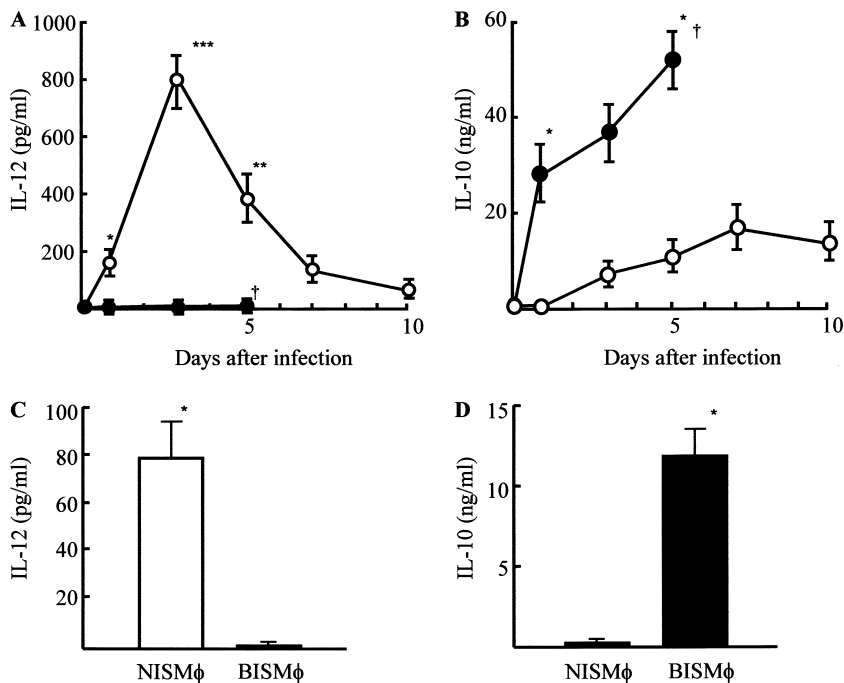 A
IL-12 (pg/ml)
1000
800
600
400
200
***
**
*
†
5
10
Days after infection
B
IL-10 (ng/ml)
60
40
20
* †
*
5
10
Days after infection
C
IL-12 (pg/ml)
100
80
60
40
20
*
NISMϕ BISMϕ
D
IL-10 (ng/ml)
15
10
5
*
NISMϕ BISMϕ